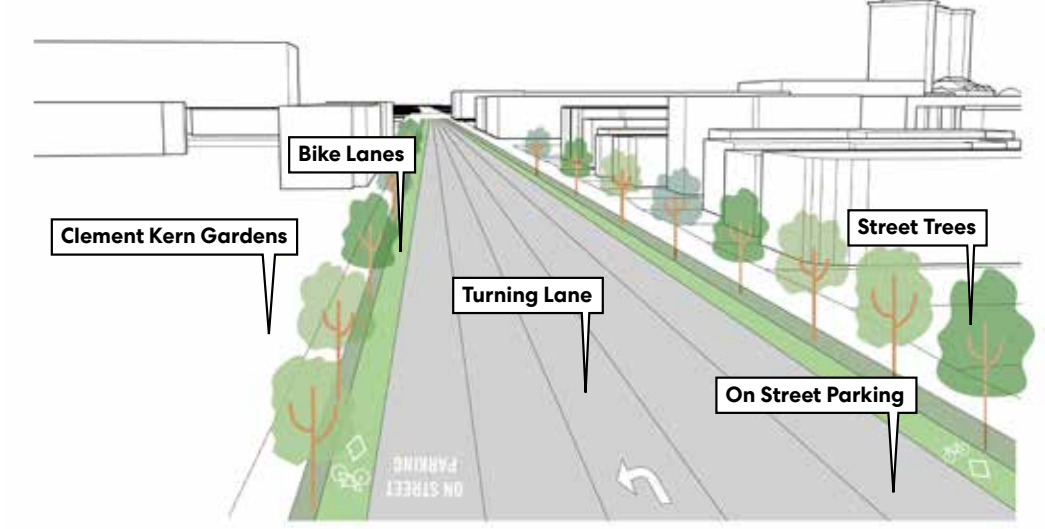 Bike Lanes
Clement Kern Gardens
Street Trees
Turning Lane
On Street Parking
ON STREET
PARKING